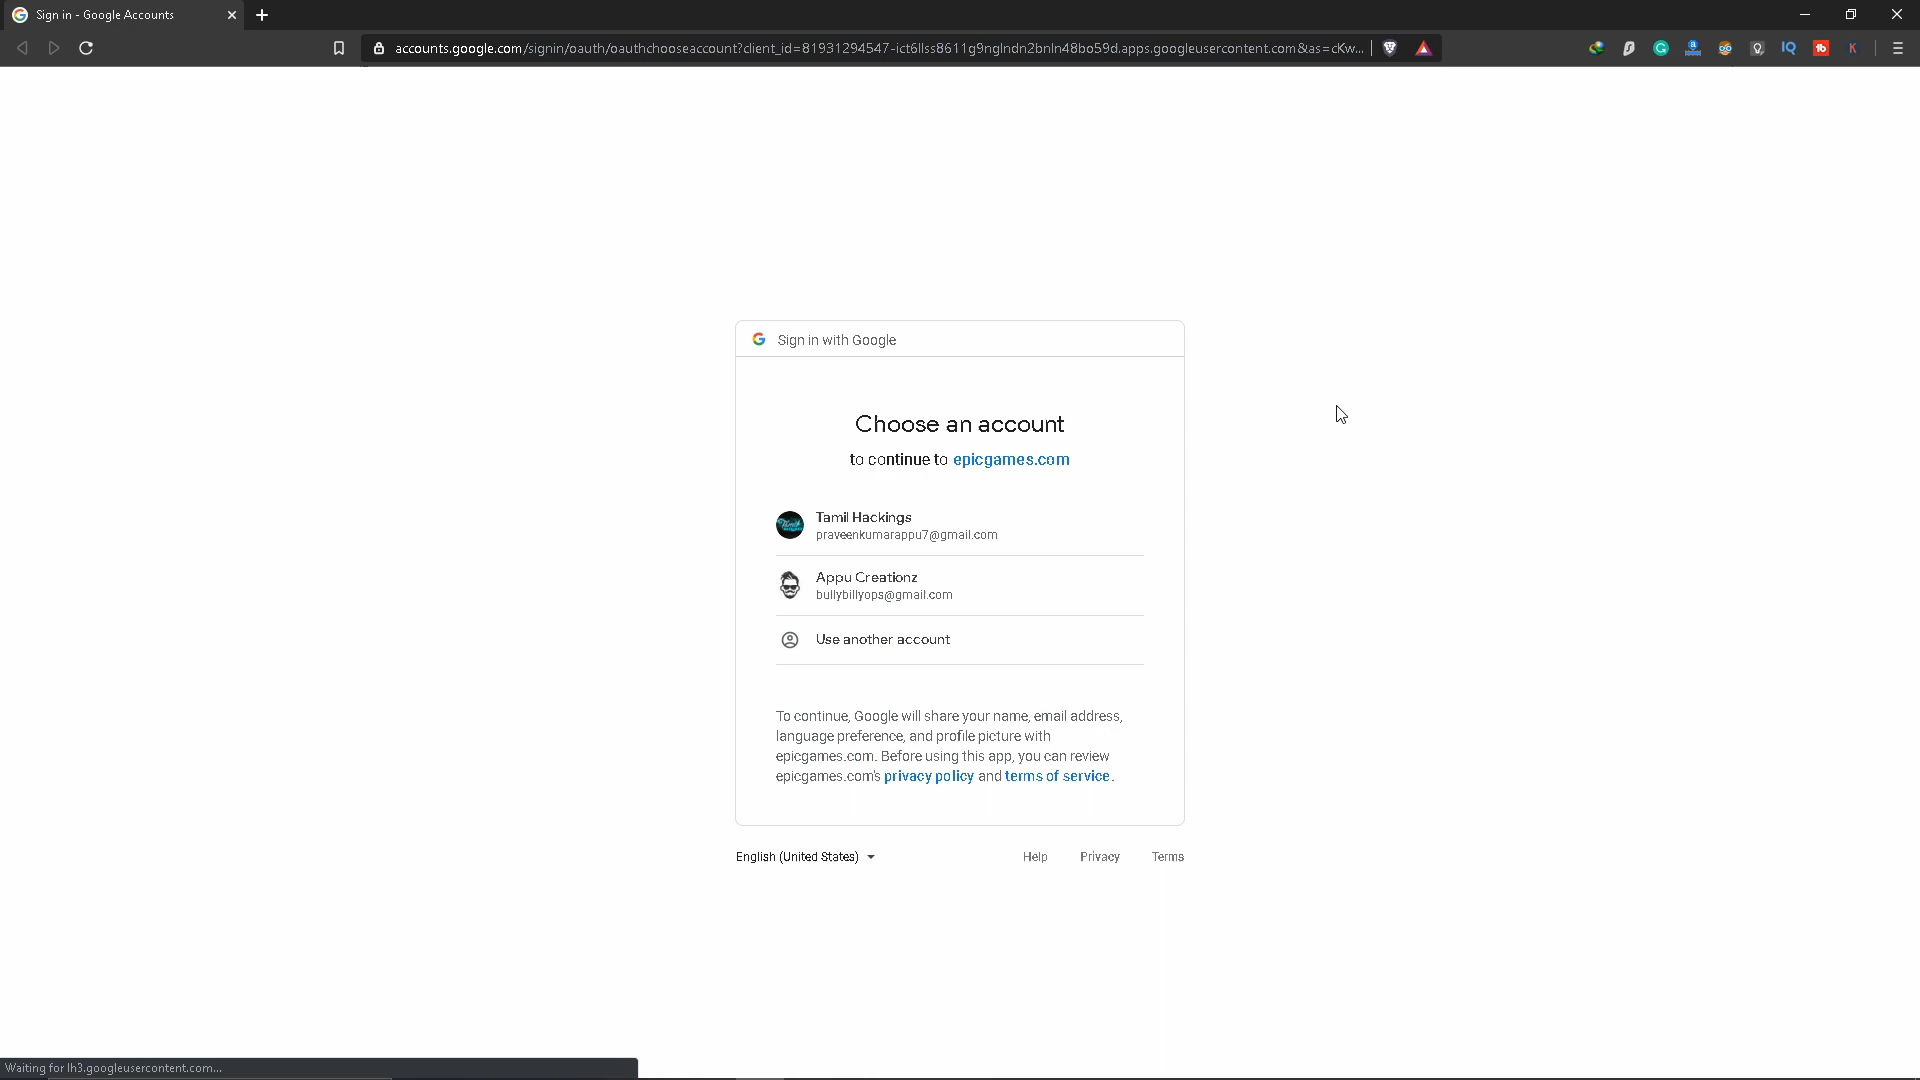 Sign in - Google Accounts
accounts.google.com/signin/oauth/oauthchooseaccount?client_id=81931294547-ict6llss8611g9nglndn2bnln48bo59d.apps.googleusercontent.com&as=cKw...
IQ
tb
K
Sign in with Google
Choose an account
to continue to epicgames.com
Tamil Hackings
praveenkumarappu7@gmail.com
Appu Creationz
bullybillyops@gmail.com
Use another account
To continue, Google will share your name, email address,
language preference, and profile picture with
epicgames.com. Before using this app, you can review
epicgames.com's privacy policy and terms of service.
English (United States)
Help
Privacy
Terms
Waiting for lh3.googleusercontent.com...